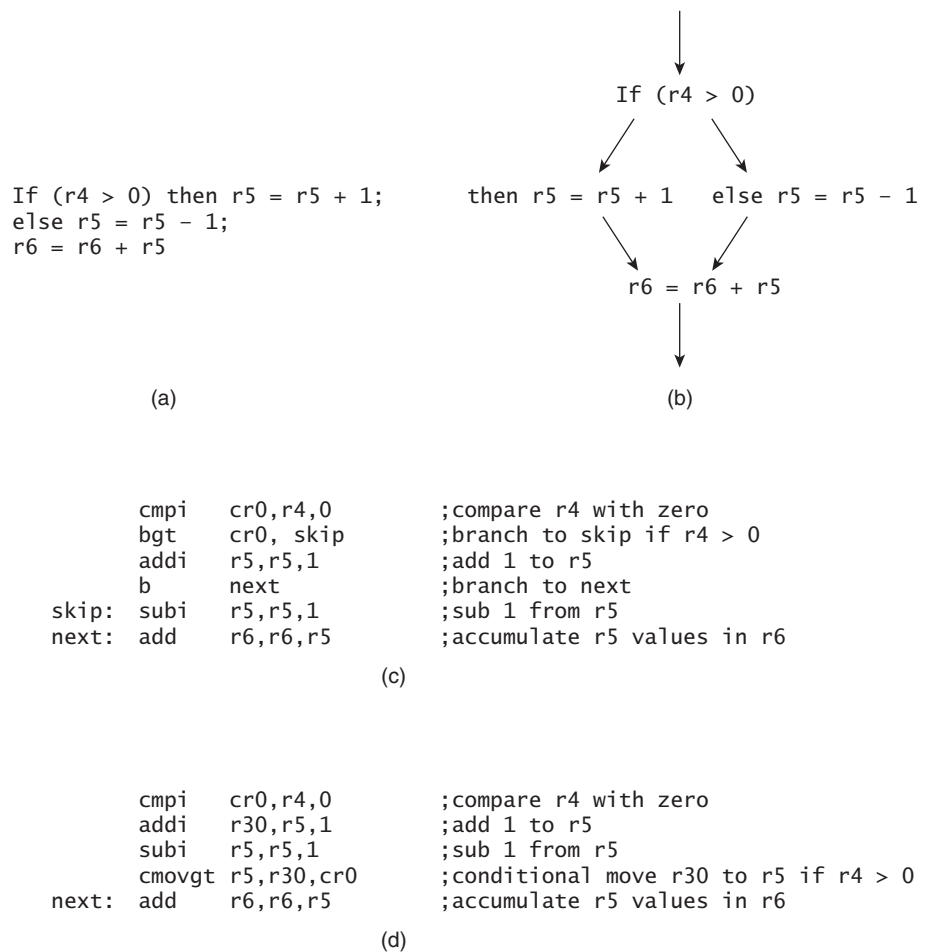 If (r4 > 0)
If (r4 > 0) then r5 = r5 + 1;
else r5 = r5 – 1;
r6 = r6 + r5
then r5 = r5 + 1
else r5 = r5 – 1
r6 = r6 + r5
(a)
(b)
cmpi cr0,r4,0 ;compare r4 with zero
bgt cr0, skip ;branch to skip if r4 > 0
addi r5,r5,1 ;add 1 to r5
b next ;branch to next
skip: subi r5,r5,1 ;sub 1 from r5
next: add r6,r6,r5 ;accumulate r5 values in r6
(c)
cmpi cr0,r4,0 ;compare r4 with zero
addi r30,r5,1 ;add 1 to r5
subi r5,r5,1 ;sub 1 from r5
cmovgt r5,r30,cr0 ;conditional move r30 to r5 if r4 > 0
next: add r6,r6,r5 ;accumulate r5 values in r6
(d)